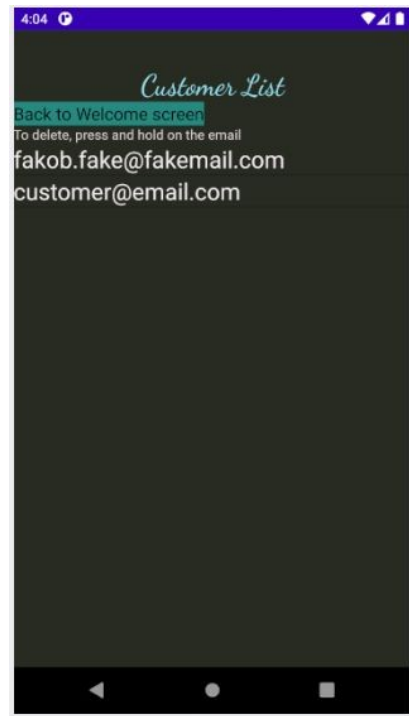 4:04
Customer List
Back to Welcome screen
To delete, press and hold on the email
fakob.fake@fakemail.com
customer@email.com